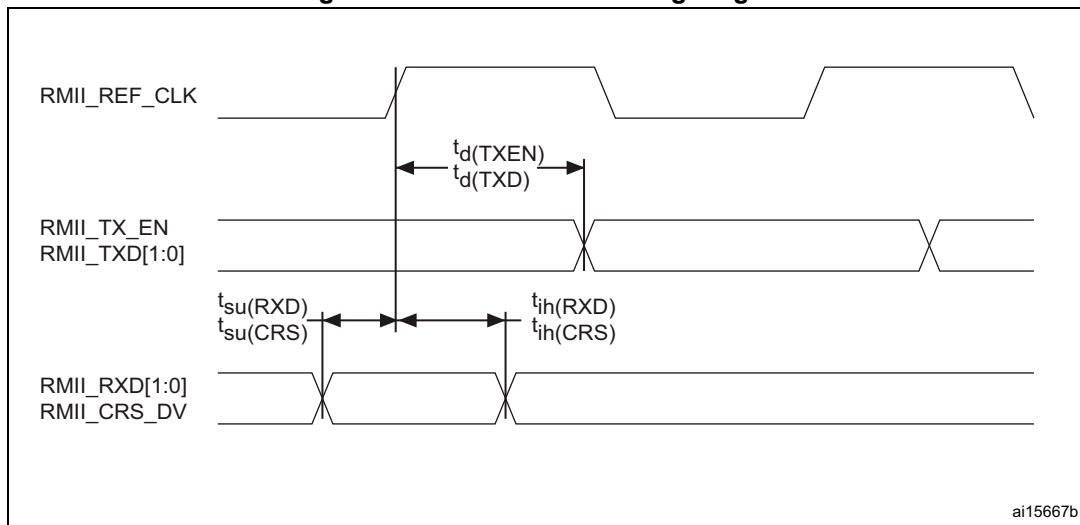 RMII_REF_CLK
td(TXEN)
td(TXD)
RMII_TX_EN
RMII_TXD[1:0]
tsu(RXD)
tsu(CRS)
tih(RXD)
tih(CRS)
RMII_RXD[1:0]
RMII_CRS_DV
ai15667b